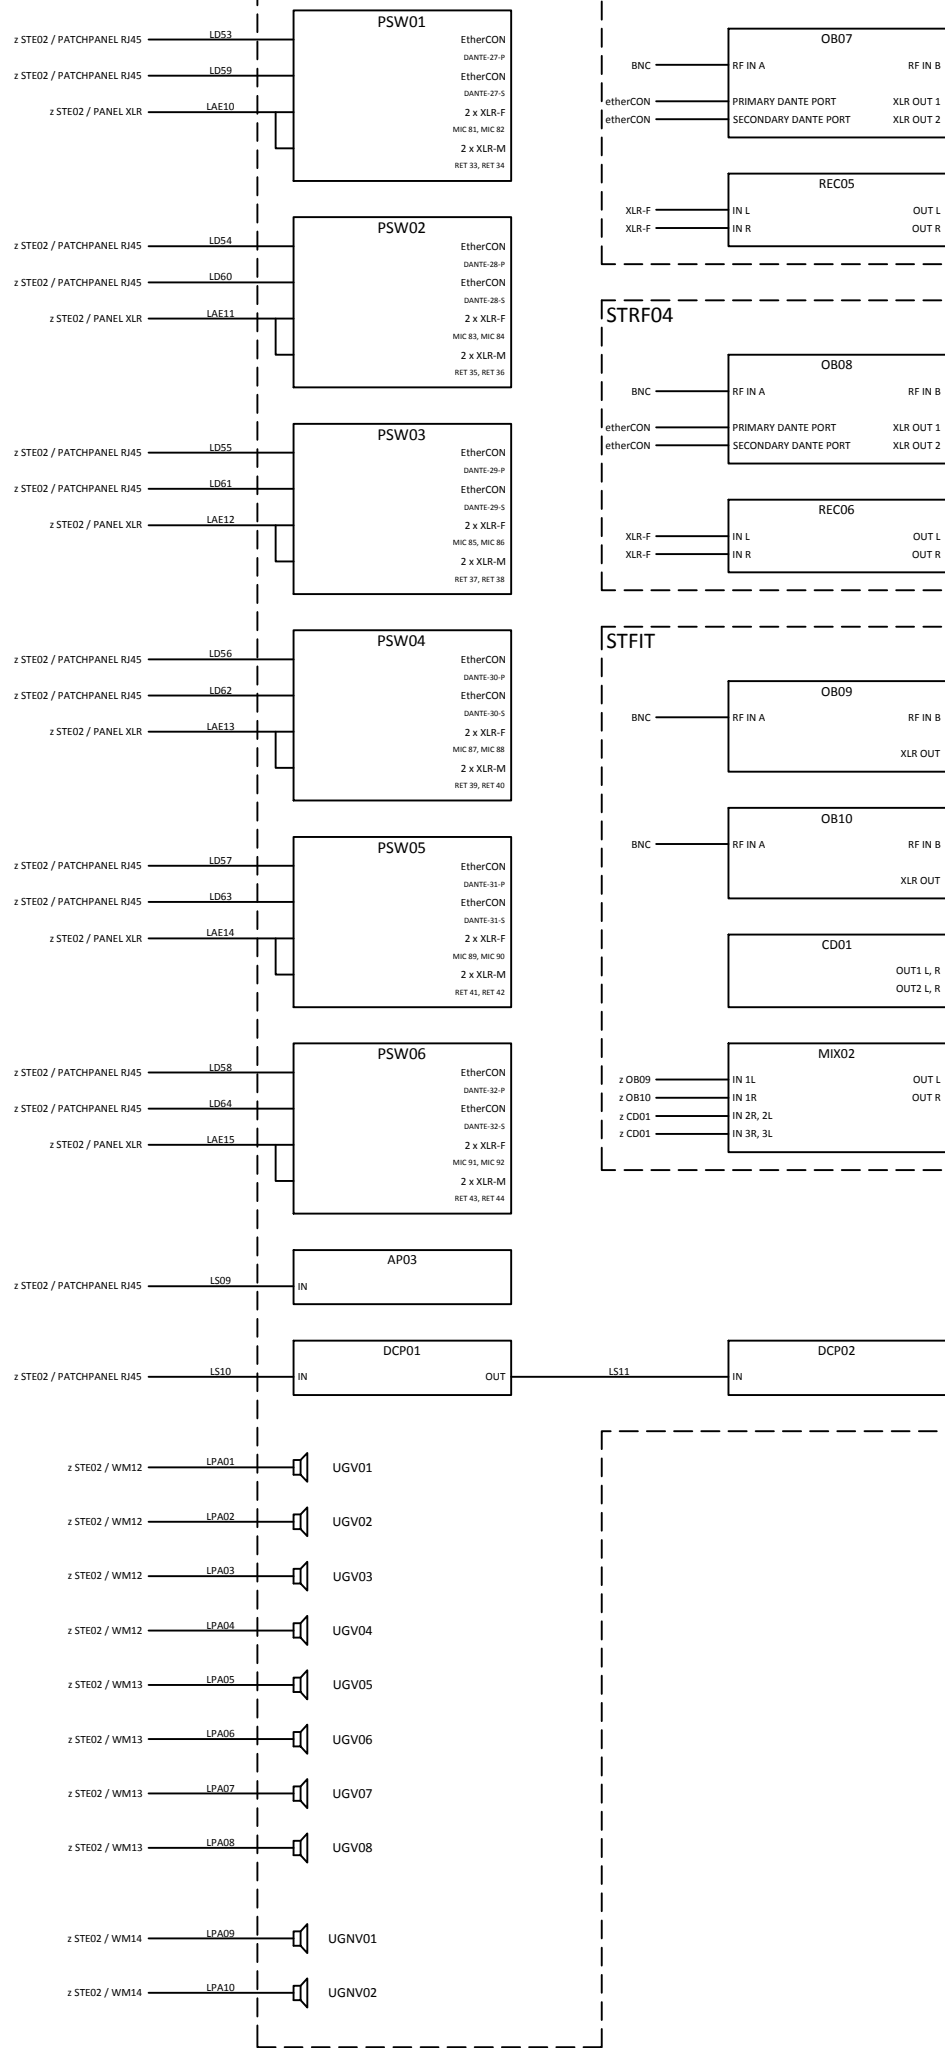 PSW01
z STE02 / PATCHPANEL RJ45
LD53
EtherCON
DANTE-27-P
z STE02 / PATCHPANEL RJ45
LD59
EtherCON
DANTE-27-S
z STE02 / PANEL XLR
LAE10
2 x XLR-F
MIC 81, MIC 82
2 x XLR-M
RET 33, RET 34
PSW02
z STE02 / PATCHPANEL RJ45
LD54
EtherCON
DANTE-28-P
z STE02 / PATCHPANEL RJ45
LD60
EtherCON
DANTE-28-S
z STE02 / PANEL XLR
LAE11
2 x XLR-F
MIC 83, MIC 84
2 x XLR-M
RET 35, RET 36
PSW03
z STE02 / PATCHPANEL RJ45
LD55
EtherCON
DANTE-29-P
z STE02 / PATCHPANEL RJ45
LD61
EtherCON
DANTE-29-S
z STE02 / PANEL XLR
LAE12
2 x XLR-F
MIC 85, MIC 86
2 x XLR-M
RET 37, RET 38
PSW04
z STE02 / PATCHPANEL RJ45
LD56
EtherCON
DANTE-30-P
z STE02 / PATCHPANEL RJ45
LD62
EtherCON
DANTE-30-S
z STE02 / PANEL XLR
LAE13
2 x XLR-F
MIC 87, MIC 88
2 x XLR-M
RET 39, RET 40
PSW05
z STE02 / PATCHPANEL RJ45
LD57
EtherCON
DANTE-31-P
z STE02 / PATCHPANEL RJ45
LD63
EtherCON
DANTE-31-S
z STE02 / PANEL XLR
LAE14
2 x XLR-F
MIC 89, MIC 90
2 x XLR-M
RET 41, RET 42
PSW06
z STE02 / PATCHPANEL RJ45
LD58
EtherCON
DANTE-32-P
z STE02 / PATCHPANEL RJ45
LD64
EtherCON
DANTE-32-S
z STE02 / PANEL XLR
LAE15
2 x XLR-F
MIC 91, MIC 92
2 x XLR-M
RET 43, RET 44
AP03
z STE02 / PATCHPANEL RJ45
LS09
IN
DCP01
z STE02 / PATCHPANEL RJ45
LS10
IN
OUT
LS11
DCP02
IN
z STE02 / WM12
LPA01
UGV01
z STE02 / WM12
LPA02
UGV02
z STE02 / WM12
LPA03
UGV03
z STE02 / WM12
LPA04
UGV04
z STE02 / WM13
LPA05
UGV05
z STE02 / WM13
LPA06
UGV06
z STE02 / WM13
LPA07
UGV07
z STE02 / WM13
LPA08
UGV08
z STE02 / WM14
LPA09
UGNV01
z STE02 / WM14
LPA10
UGNV02
OB07
BNC
RF IN A
RF IN B
etherCON
PRIMARY DANTE PORT
XLR OUT 1
etherCON
SECONDARY DANTE PORT
XLR OUT 2
REC05
XLR-F
IN L
OUT L
XLR-F
IN R
OUT R
STRF04
OB08
BNC
RF IN A
RF IN B
etherCON
PRIMARY DANTE PORT
XLR OUT 1
etherCON
SECONDARY DANTE PORT
XLR OUT 2
REC06
XLR-F
IN L
OUT L
XLR-F
IN R
OUT R
STFIT
OB09
BNC
RF IN A
RF IN B
XLR OUT
OB10
BNC
RF IN A
RF IN B
XLR OUT
CD01
OUT1 L, R
OUT2 L, R
MIX02
z OB09
IN 1L
OUT L
z OB10
IN 1R
OUT R
z CD01
IN 2R, 2L
z CD01
IN 3R, 3L